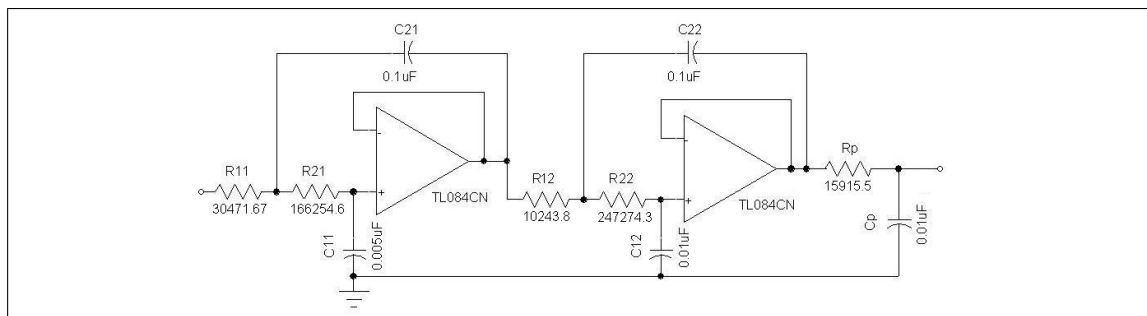 C21
0.1uF
C22
0.1uF
R11
30471.67
R21
166254.6
-
+
TL084CN
C11
0.005uF
R12
10243.8
R22
247274.3
-
+
TL084CN
C12
0.01uF
Rp
15915.5
Cp
0.01uF